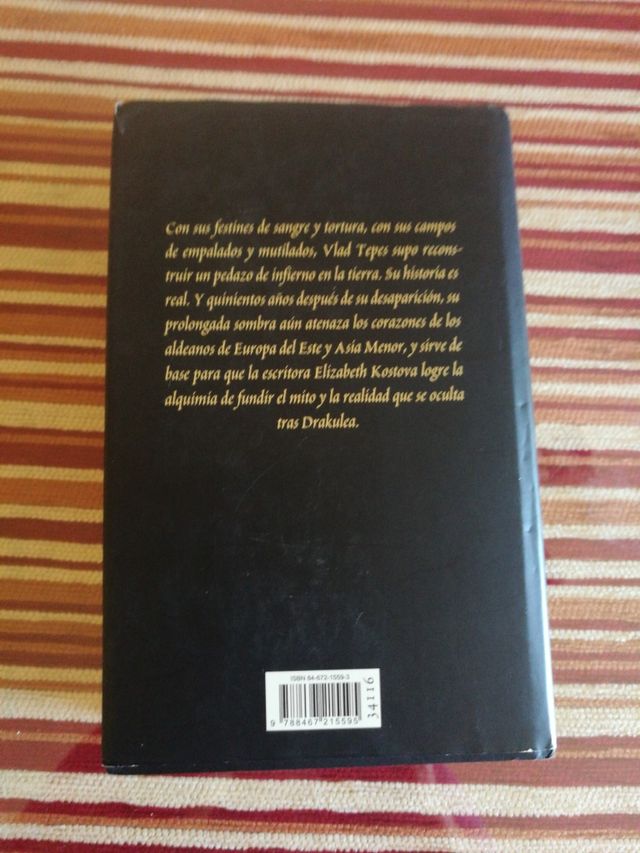 Con sus festines de sangre y tortura, con sus campos
de empalados y mutilados, Vlad Tepes supo recons-
truir un pedazo de infierno en la tierra. Su historia es
real. Y quinientos años después de su desaparición, su
prolongada sombra aún atenaza los corazones de los
aldeanos de Europa del Este y Asia Menor, y sirve de
base para que la escritora Elizabeth Kostova logre la
alquimia de fundir el mito y la realidad que se oculta
tras Drakulea.
ISBN 84-672-1559-3
9 788467 215595
34116